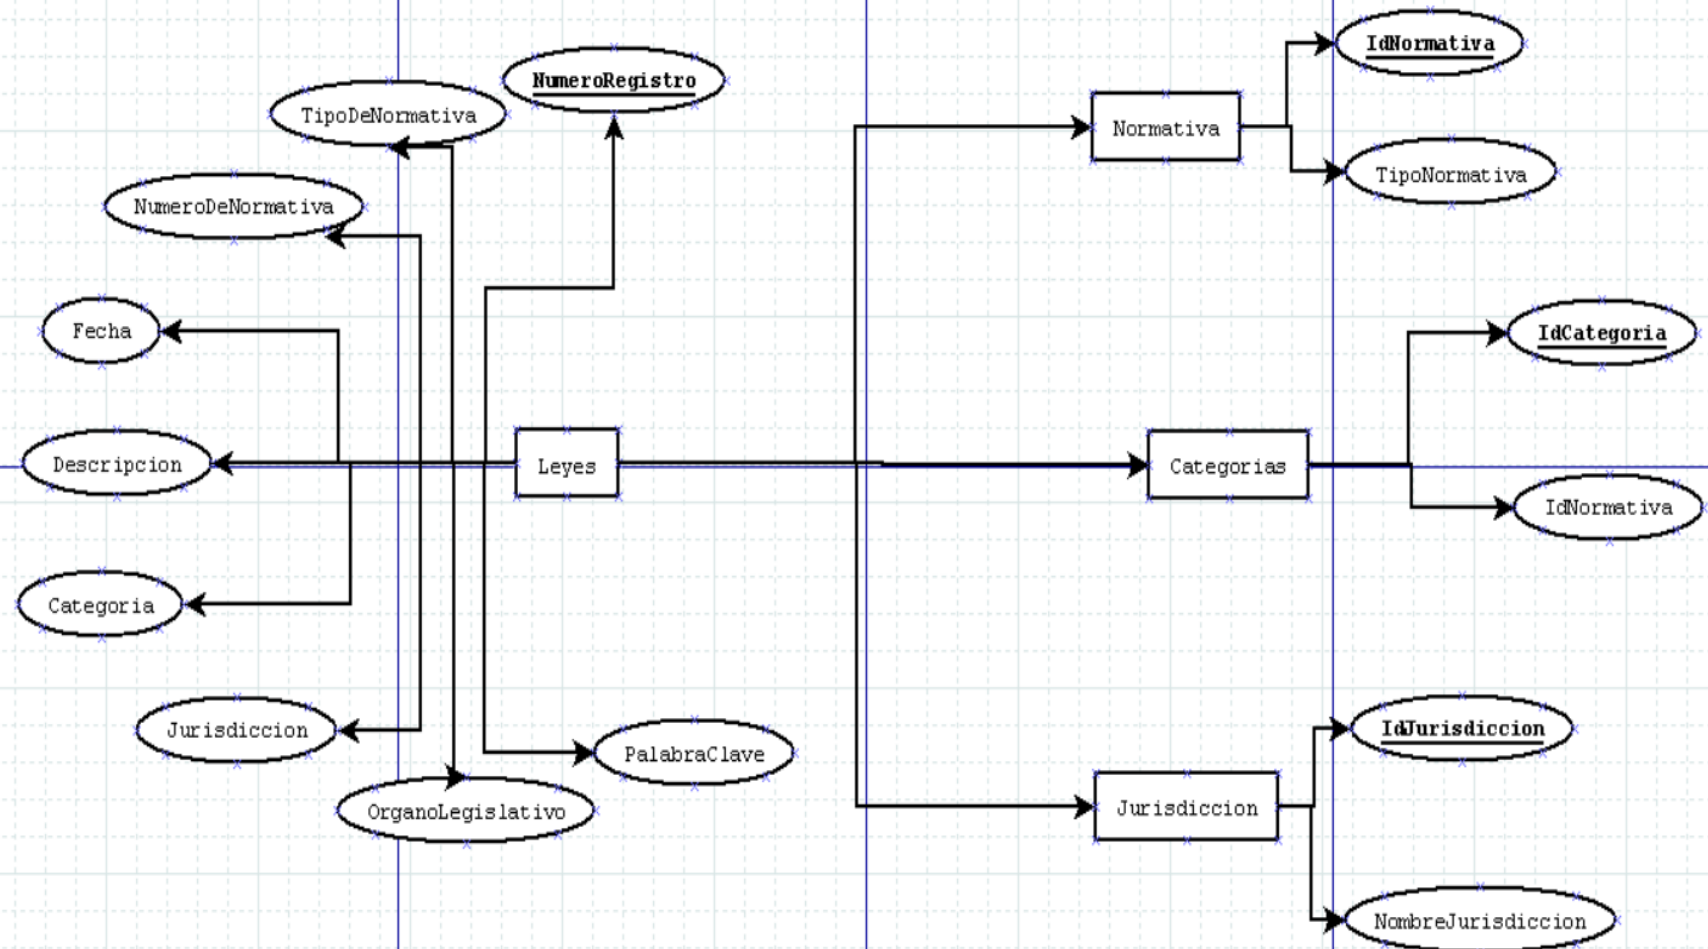 IdNormativa
NumeroRegistro
TipoDeNormativa
Normativa
TipoNormativa
NumeroDeNormativa
Fecha
IdCategoria
Descripcion
Leyes
Categorias
IdNormativa
Categoria
Jurisdiccion
IdJurisdiccion
PalabraClave
OrganoLegislativo
Jurisdiccion
NombreJurisdiccion